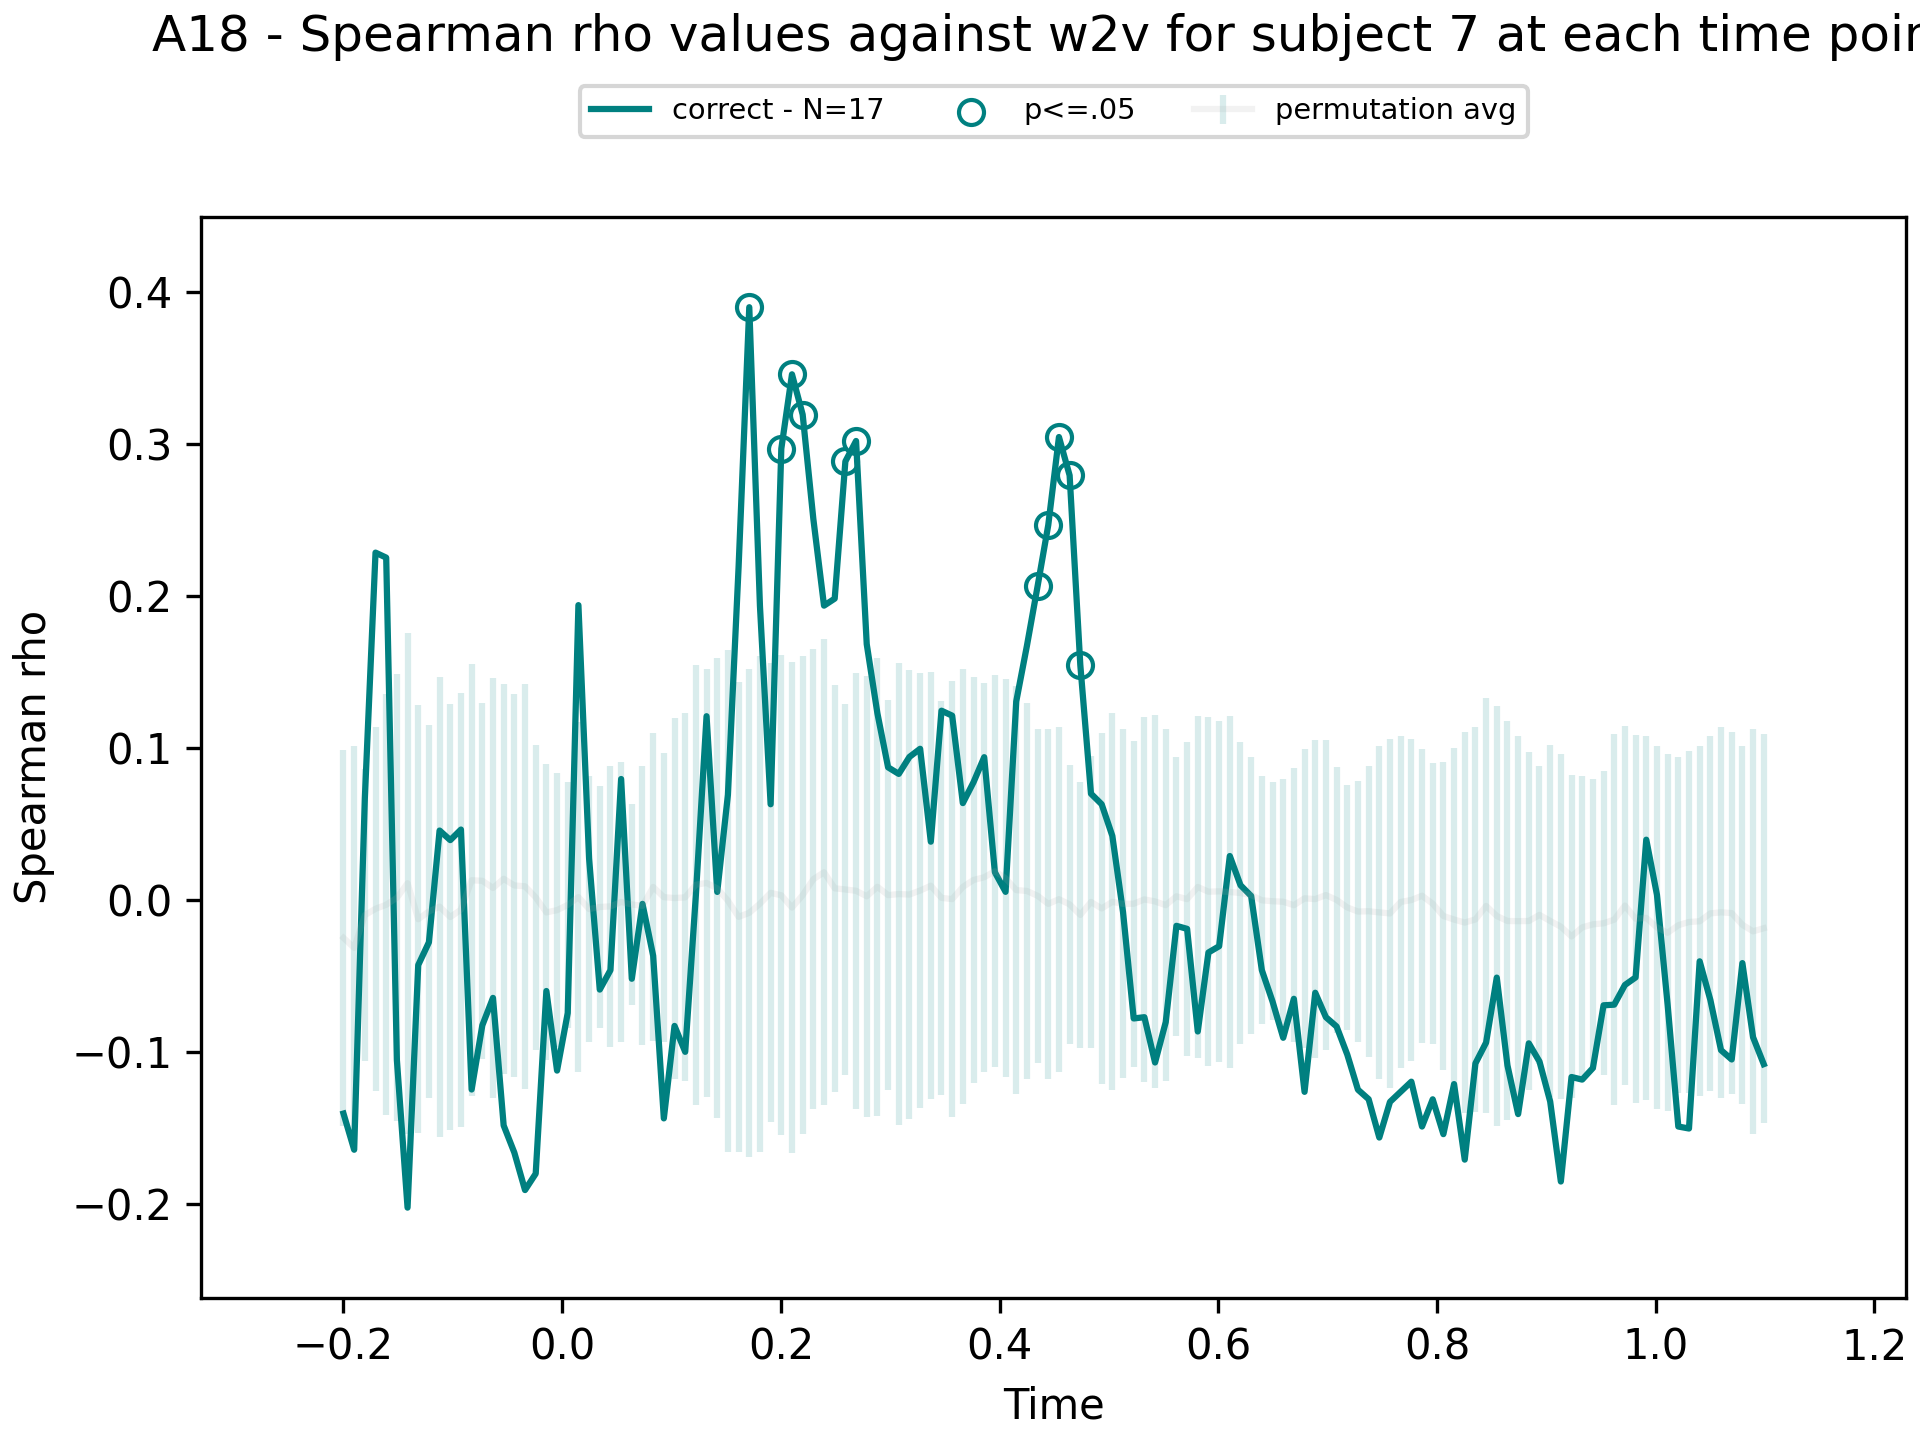 A18 - Spearman rho values against w2v for subject 7 at each time
correct - N=17 p<=.05 permutation avg
0.4
0.3
0.2
0.1
0.0
−0.1
−0.2
Spearman rho
−0.2 0.0 0.2 0.4 0.6 0.8 1.0 1.2
Time